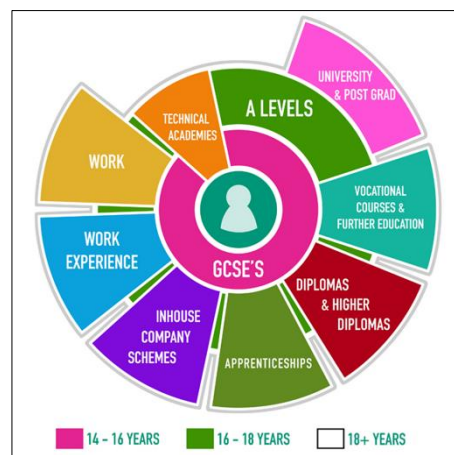 UNIVERSITY
& POST GRAD
A LEVELS
TECHNICAL
ACADEMIES
WORK
VOCATIONAL
COURSES &
FURTHER EDUCATION
WORK
EXPERIENCE
GCSE'S
DIPLOMAS
& HIGHER
DIPLOMAS
INHOUSE
COMPANY
SCHEMES
APPRENTICESHIPS
14 - 16 YEARS
16 - 18 YEARS
18+ YEARS